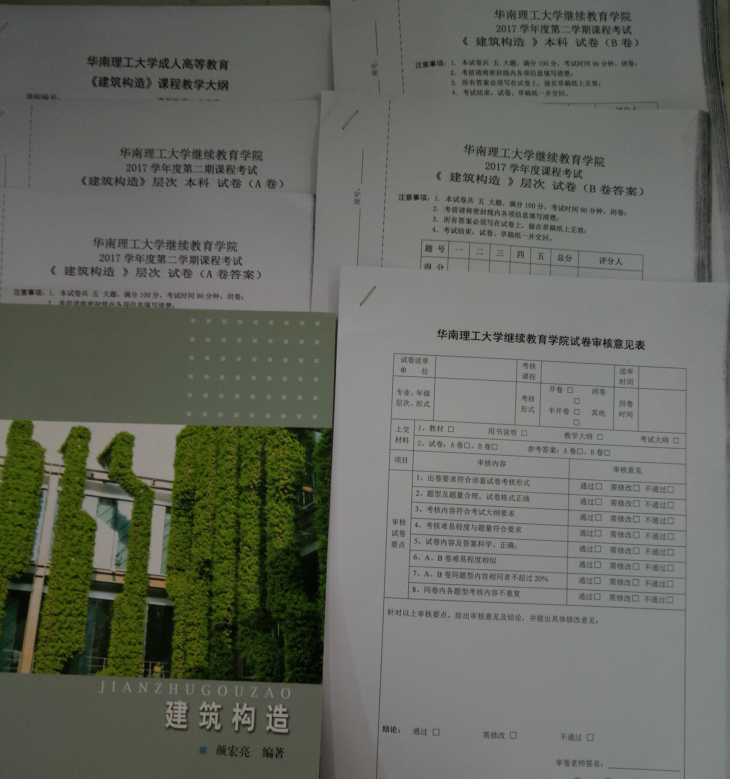 华南理工大学成人高等教育
《建筑构造》课程教学大纲
华南理工大学继续教育学院
2017 学年度第二期课程考试
《建筑构造》层次 本科 试卷（A 卷）
华南理工大学继续教育学院
2017 学年度第二学期课程考试
《 建筑构造 》层次 试卷（A 卷答案）
注意事项：1. 本试卷共 五 大题，满分 100 分，考试时间 90 分钟，闭卷；
2. 考前请将密封线内各项信息填写清楚；
华南理工大学继续教育学院
2017 学年度第二学期课程考试
《 建筑构造 》本科 试卷（B 卷）
注意事项：1. 本试卷共 五 大题，满分 100 分，考试时间 90 分钟，闭卷；
2. 考前请将密封线内各项信息填写清楚；
3. 所有答案必须写在试卷上，做在草稿纸上无效；
4. 考试结束，试卷、草稿纸一并交回。
华南理工大学继续教育学院
2017 学年度课程考试
《 建筑构造 》层次 试卷（B 卷答案）
注意事项：1. 本试卷共 五 大题，满分 100 分，考试时间 90 分钟，闭卷；
2. 考前请将密封线内各项信息填写清楚；
3. 所有答案必须写在试卷上，做在草稿纸上无效；
4. 考试结束，试卷、草稿纸一并交回。
题 号 一 二 三 四 五 总分 评分人
得 分
华南理工大学继续教育学院试卷审核意见表
试卷送审单 位 考核课程 送审时间
专业、年级层次、形式 考核形式 开卷 □ 闭卷 □ 半开卷 □ 其他 □ 回卷时间
上交材料 1、教材 □ 用书说明 □ 教学大纲 □ 考试大纲 □
2、试卷：A 卷□、B 卷□ 参考答案：A 卷□、B 卷□
项目 审核内容 审核意见
审核试卷要点
1、出卷要求符合该套试卷考核形式 通过□ 需修改□ 不通过□
2、题型及题量合理，试卷格式正确 通过□ 需修改□ 不通过□
3、考核内容符合考试大纲要求 通过□ 需修改□ 不通过□
4、考核难易程度与题量符合要求 通过□ 需修改□ 不通过□
5、试卷内容及答案科学、正确； 通过□ 需修改□ 不通过□
6、A、B 卷难易程度相似 通过□ 需修改□ 不通过□
7、A、B 卷同题型内容相同者不超过 20% 通过□ 需修改□ 不通过□
8、同卷内各题型考核内容不重复 通过□ 需修改□ 不通过□
针对以上审核要点，给出审核意见及结论，并提出具体修改意见：
结论： 通过 □ 需修改 □ 不通过 □
审卷老师签名：
JIANZHUGOUZAO
建筑构造
颜宏亮 编著